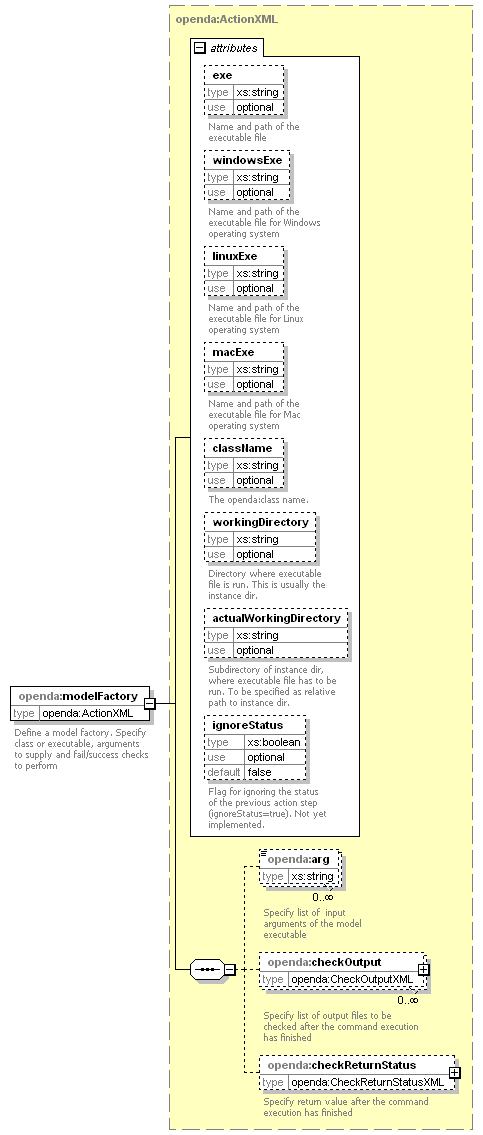 openda:ActionXML
attributes
exe
type xs:string
use optional
Name and path of the
executable file
windowsExe
type xs:string
use optional
Name and path of the
executable file for Windows
operating system
linuxExe
type xs:string
use optional
Name and path of the
executable file for Linux
operating system
macExe
type xs:string
use optional
Name and path of the
executable file for Mac
operating system
className
type xs:string
use optional
The openda:class name.
workingDirectory
type xs:string
use optional
Directory where executable
file is run. This is usually the
instance dir.
actualWorkingDirectory
type xs:string
use optional
Subdirectory of instance dir,
where executable file has to be
run. To be specified as relative
path to instance dir.
openda:modelFactory
type openda:ActionXML
Define a model factory. Specify
class or executable, arguments
to supply and fail/success checks
to perform
ignoreStatus
type xs:boolean
use optional
default false
Flag for ignoring the status
of the previous action step
(ignoreStatus=true). Not yet
implemented.
openda:arg
type xs:string
0..∞
Specify list of input
arguments of the model
executable
openda:checkOutput
type openda:CheckOutputXML
0..∞
Specify list of output files to be
checked after the command execution
has finished
openda:checkReturnStatus
type openda:CheckReturnStatusXML
Specify return value after the command
execution has finished